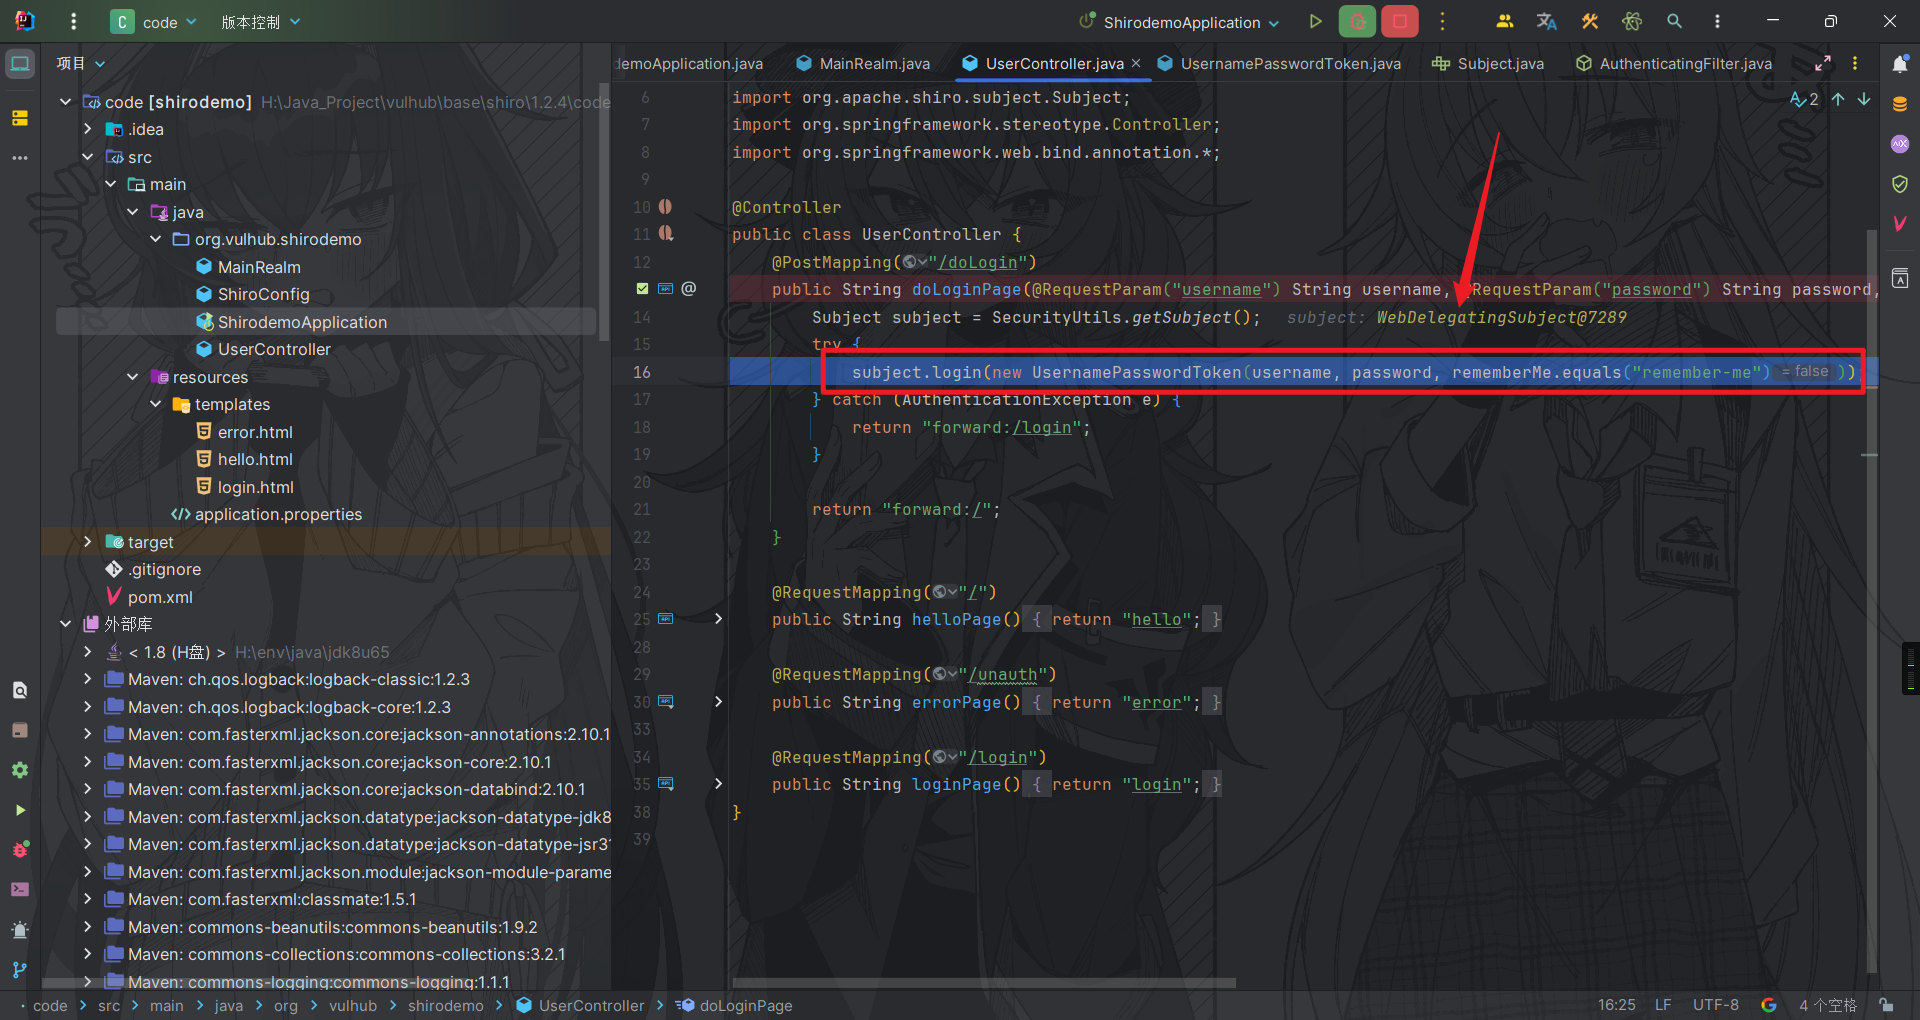 C code 版本控制 ShirodemoApplication
项目
code [shirodemo] H:\Java_Project\vulhub\base\shiro\1.2.4\code
.idea
src
main
java
org.vulhub.shirodemo
MainRealm
ShiroConfig
ShirodemoApplication
UserController
resources
templates
error.html
hello.html
login.html
application.properties
target
.gitignore
pom.xml
外部库
< 1.8 (H盘) > H:\env\java\jdk8u65
Maven: ch.qos.logback:logback-classic:1.2.3
Maven: ch.qos.logback:logback-core:1.2.3
Maven: com.fasterxml.jackson.core:jackson-annotations:2.10.1
Maven: com.fasterxml.jackson.core:jackson-core:2.10.1
Maven: com.fasterxml.jackson.core:jackson-databind:2.10.1
Maven: com.fasterxml.jackson.datatype:jackson-datatype-jdk8
Maven: com.fasterxml.jackson.datatype:jackson-datatype-jsr31
Maven: com.fasterxml.jackson.module:jackson-module-parame
Maven: com.fasterxml:classmate:1.5.1
Maven: commons-beanutils:commons-beanutils:1.9.2
Maven: commons-collections:commons-collections:3.2.1
Maven: commons-logging:commons-logging:1.1.1
demoApplication.java MainRealm.java UserController.java UsernamePasswordToken.java Subject.java AuthenticatingFilter.java
2
6 import org.apache.shiro.subject.Subject;
7 import org.springframework.stereotype.Controller;
8 import org.springframework.web.bind.annotation.*;
9
10 @Controller
11 public class UserController {
12 @PostMapping("/doLogin")
public String doLoginPage(@RequestParam("username") String username, RequestParam("password") String password,
14 Subject subject = SecurityUtils.getSubject(); subject: WebDelegatingSubject@7289
15 try {
16 subject.login(new UsernamePasswordToken(username, password, rememberMe.equals("remember-me") = false ))
17 } catch (AuthenticationException e) {
18 return "forward:/login";
19 }
20
21 return "forward:/";
22 }
23
24 @RequestMapping("/")
25 public String helloPage() { return "hello"; }
28
29 @RequestMapping("/unauth")
30 public String errorPage() { return "error"; }
33
34 @RequestMapping("/login")
35 public String loginPage() { return "login"; }
38 }
39
code > src > main > java > org > vulhub > shirodemo > UserController > doLoginPage 16:25 LF UTF-8 4 个空格